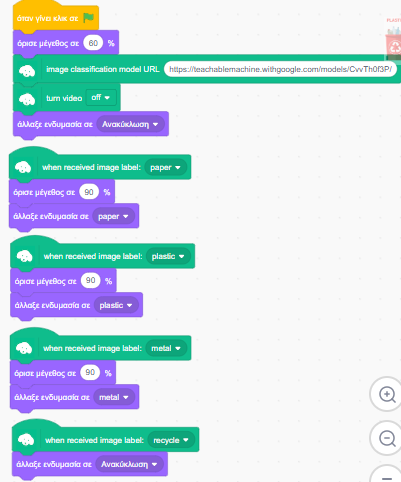 όταν γίνει κλικ σε
όρισε μέγεθος σε 60 %
image classification model URL https://teachablemachine.withgoogle.com/models/CvvTh0f3P/
turn video off
άλλαξε ενδυμασία σε Ανακύκλωση
when received image label: paper
όρισε μέγεθος σε 90 %
άλλαξε ενδυμασία σε paper
when received image label: plastic
όρισε μέγεθος σε 90 %
άλλαξε ενδυμασία σε plastic
when received image label: metal
όρισε μέγεθος σε 90 %
άλλαξε ενδυμασία σε metal
when received image label: recycle
άλλαξε ενδυμασία σε Ανακύκλωση